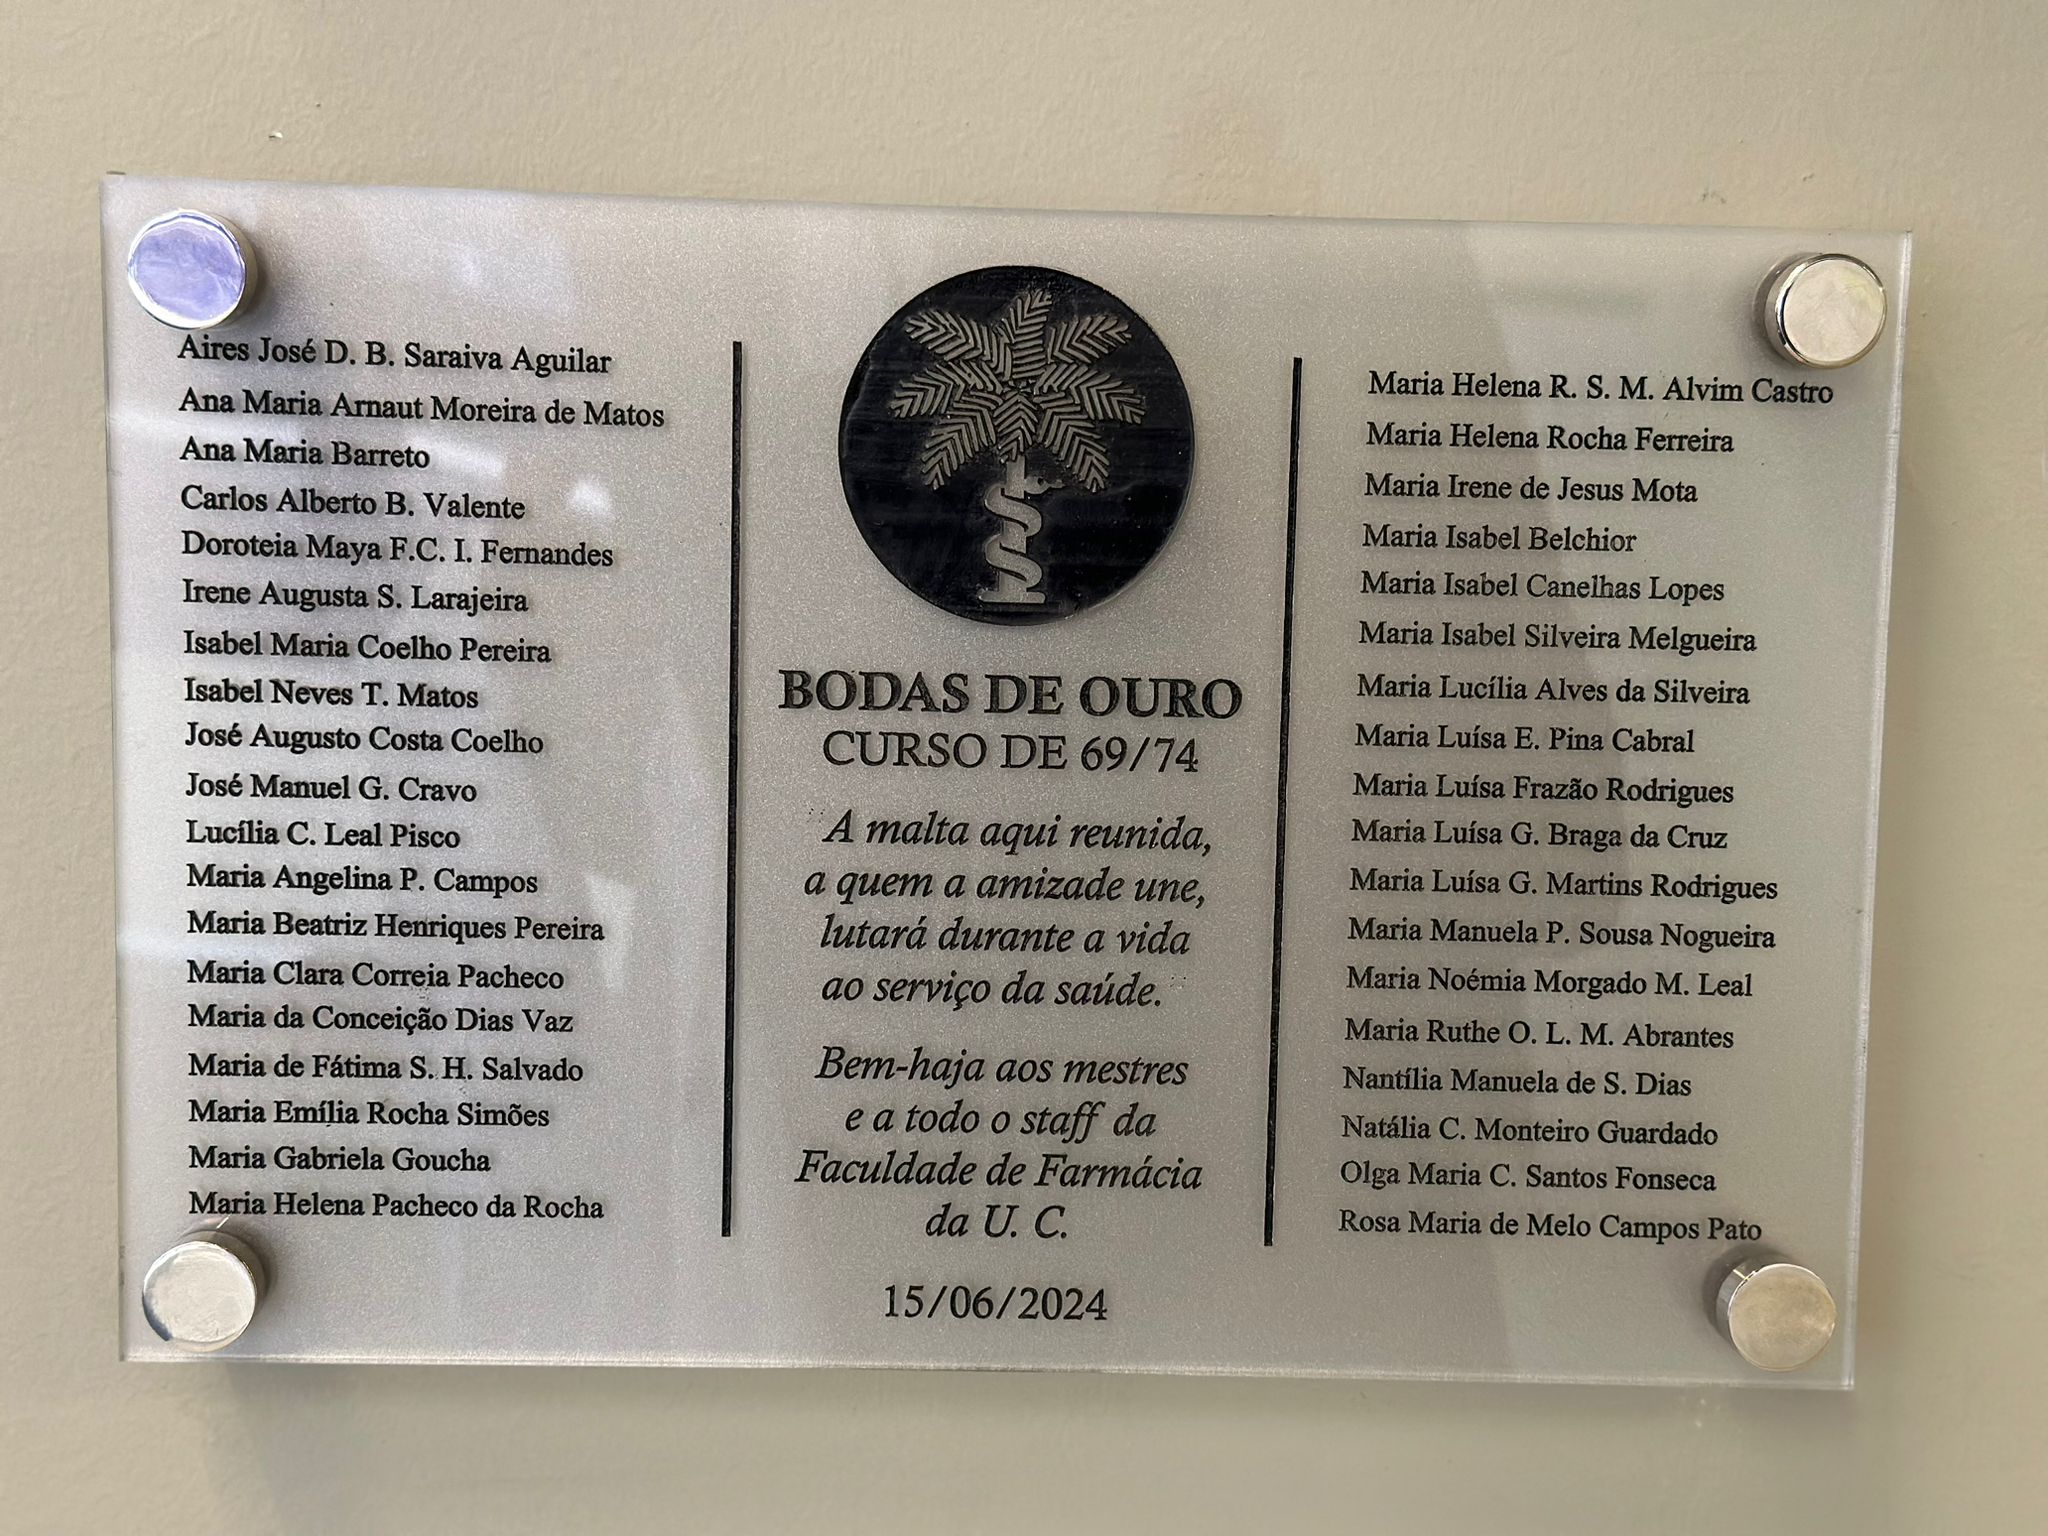 Aires José D. B. Saraiva Aguilar
Ana Maria Arnaut Moreira de Matos
Ana Maria Barreto
Carlos Alberto B. Valente
Doroteia Maya F.C. I. Fernandes
Irene Augusta S. Larajeira
Isabel Maria Coelho Pereira
Isabel Neves T. Matos
José Augusto Costa Coelho
José Manuel G. Cravo
Lucília C. Leal Pisco
Maria Angelina P. Campos
Maria Beatriz Henriques Pereira
Maria Clara Correia Pacheco
Maria da Conceição Dias Vaz
Maria de Fátima S. H. Salvado
Maria Emília Rocha Simões
Maria Gabriela Goucha
Maria Helena Pacheco da Rocha
BODAS DE OURO
CURSO DE 69/74
A malta aqui reunida,
a quem a amizade une,
lutará durante a vida
ao serviço da saúde.
Bem-haja aos mestres
e a todo o staff da
Faculdade de Farmácia
da U. C.
15/06/2024
Maria Helena R. S. M. Alvim Castro
Maria Helena Rocha Ferreira
Maria Irene de Jesus Mota
Maria Isabel Belchior
Maria Isabel Canelhas Lopes
Maria Isabel Silveira Melgueira
Maria Lucília Alves da Silveira
Maria Luísa E. Pina Cabral
Maria Luísa Frazão Rodrigues
Maria Luísa G. Braga da Cruz
Maria Luísa G. Martins Rodrigues
Maria Manuela P. Sousa Nogueira
Maria Noémia Morgado M. Leal
Maria Ruthe O. L. M. Abrantes
Nantília Manuela de S. Dias
Natália C. Monteiro Guardado
Olga Maria C. Santos Fonseca
Rosa Maria de Melo Campos Pato